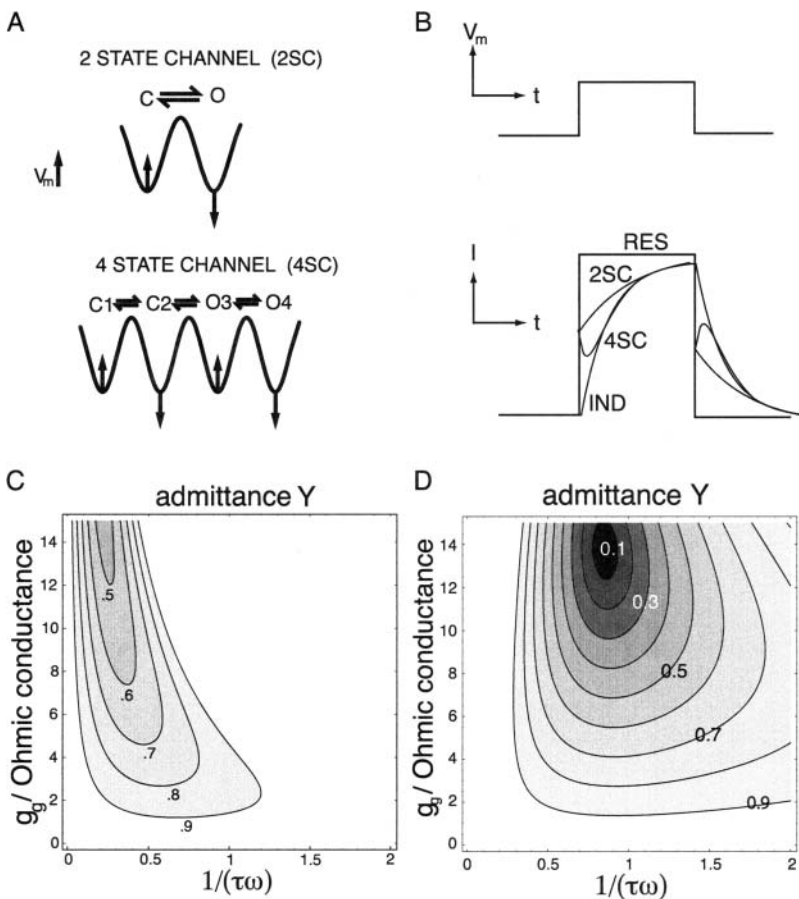 A
2 STATE CHANNEL (2SC)
C ⇌ O
Vm
4 STATE CHANNEL (4SC)
C1 ⇌ C2 ⇌ O3 ⇌ O4
B
Vm
t
RES
I
2SC
4SC
t
IND
C
admittance Y
gg/ Ohmic conductance
14
12
10
8
6
4
2
0
.5
.6
.7
.8
.9
0
0.5
1
1.5
2
1/(τω)
D
admittance Y
14
12
10
8
6
4
2
0
0.1
0.3
0.5
0.7
0.9
0
0.5
1
1.5
2
1/(τω)